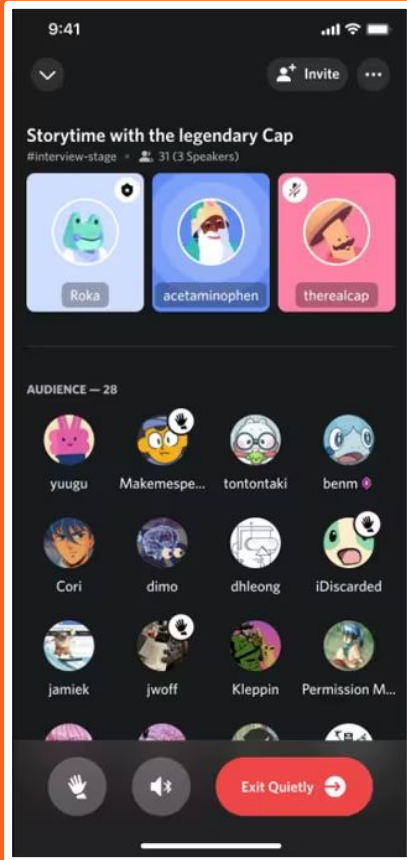 9:41
Invite
Storytime with the legendary Cap
#interview-stage • 31 (3 Speakers)
Roka acetaminophen therealcap
AUDIENCE — 28
yuugu Makemespe... tontontaki benm
Cori dimo dhleong iDiscarded
jamiek jwoff Kleppin Permission M...
Exit Quietly